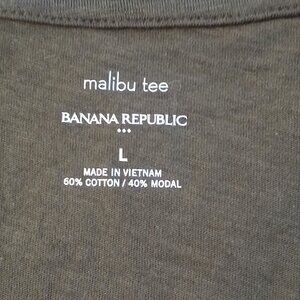 malibu tee
BANANA REPUBLIC
L
MADE IN VIETNAM
60% COTTON / 40% MODAL